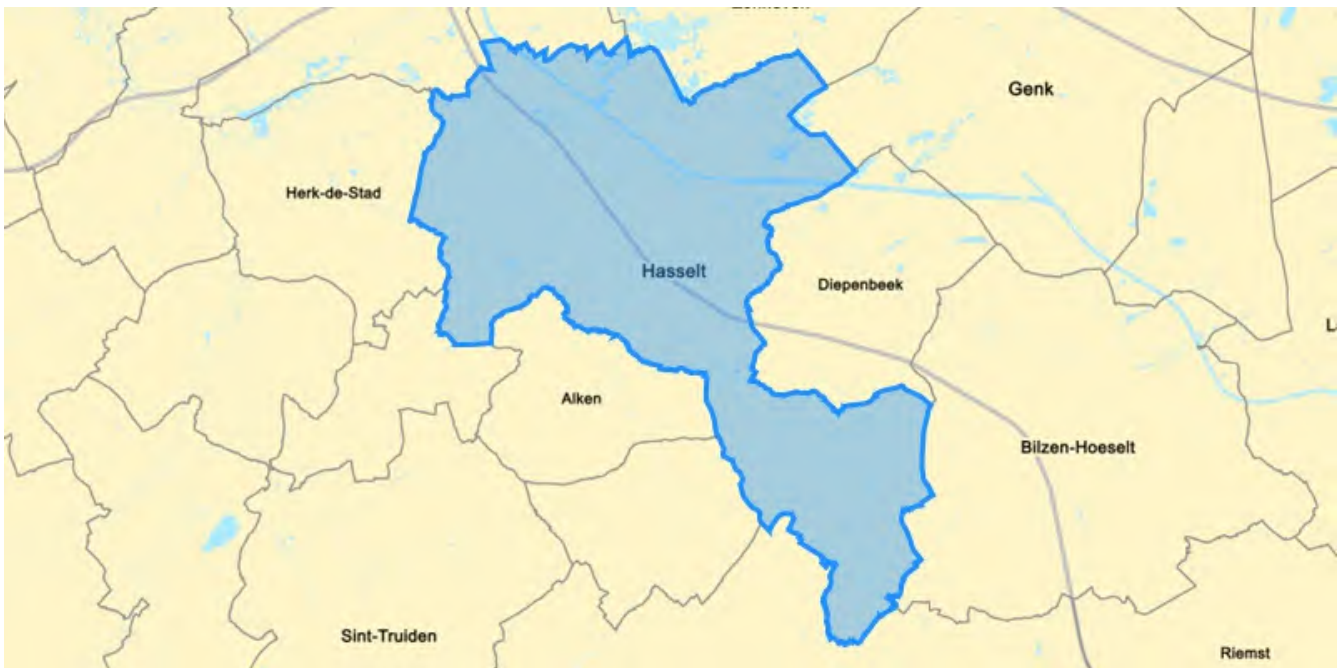 Genk
Herk-de-Stad
Hasselt
Diepenbeek
Alken
Bilzen-Hoeselt
Sint-Truiden
Riemst